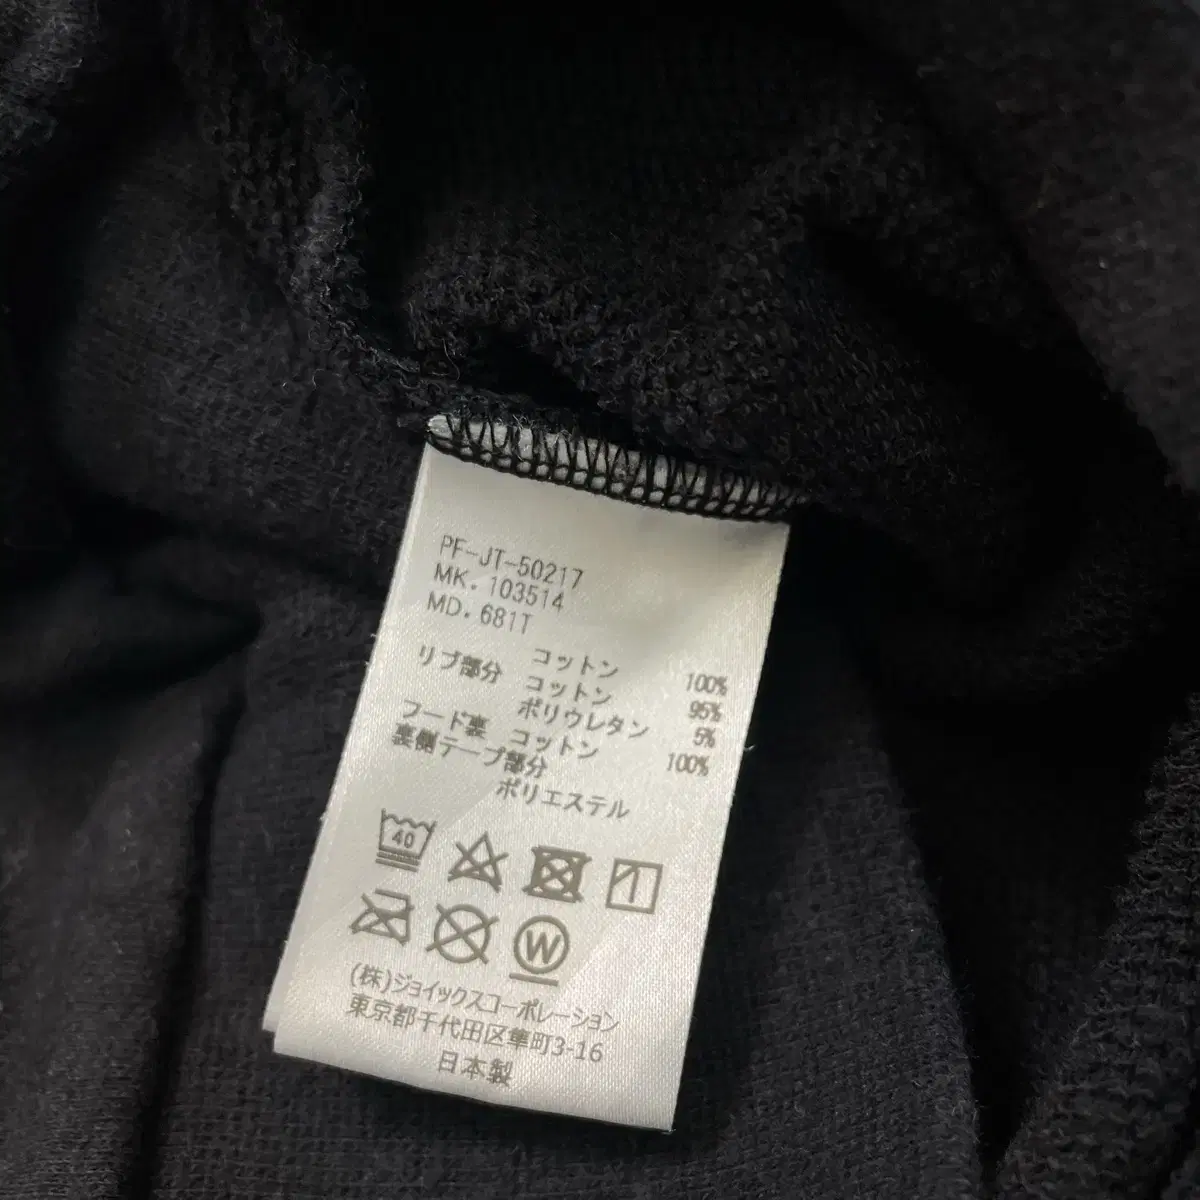 PF-JT-50217
MK. 103514
MD. 681T
コットン 100%
リブ部分 コットン 95%
ポリウレタン 5%
フード裏 コットン 100%
裏側テープ部分
ポリエステル
40
W
(株)ジョイックスコーポレーション
東京都千代田区隼町3-16
日本製